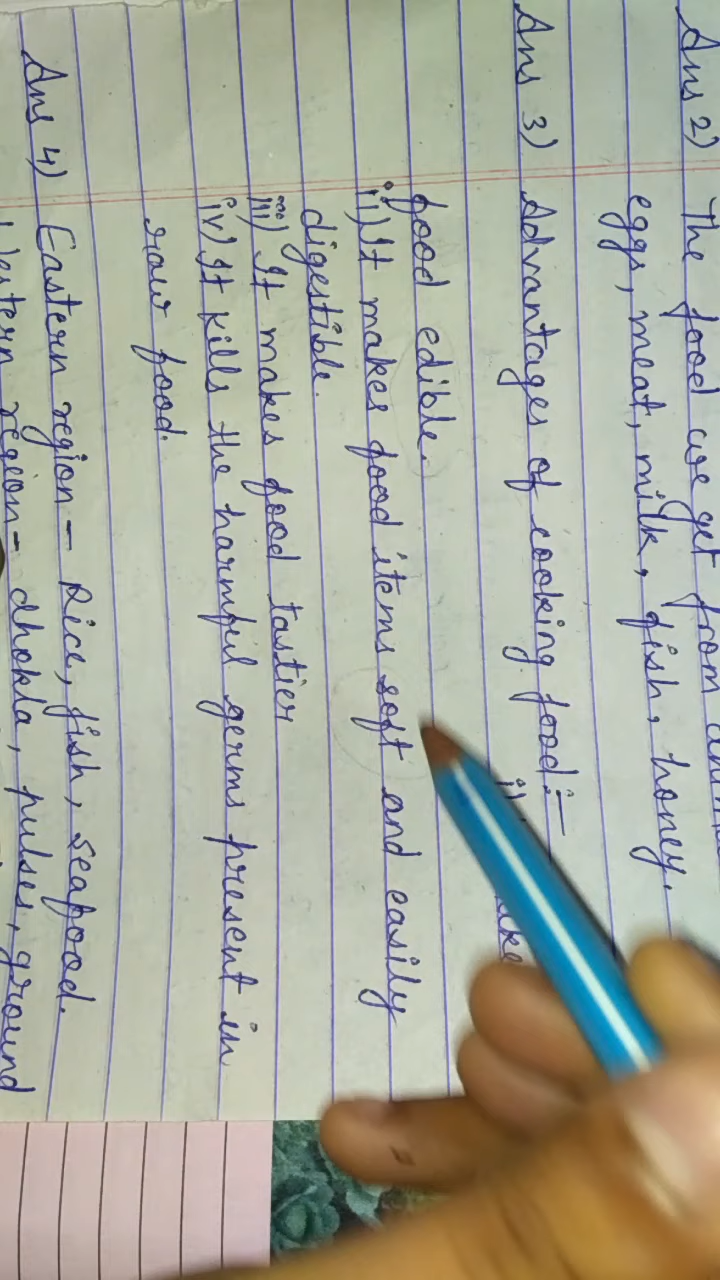 Ans 2) The food we get from
eggs, meat, milk, fish, honey.
Ans 3) Advantages of cooking food:-
food edible.
ii) It makes food items soft and easily
digestible.
iii) It makes food tastier
iv) It kills the harmful germs present in
raw food.
Ans 4) Eastern region - Rice, fish, seafood.
Western region - dhokla, pulses, ground